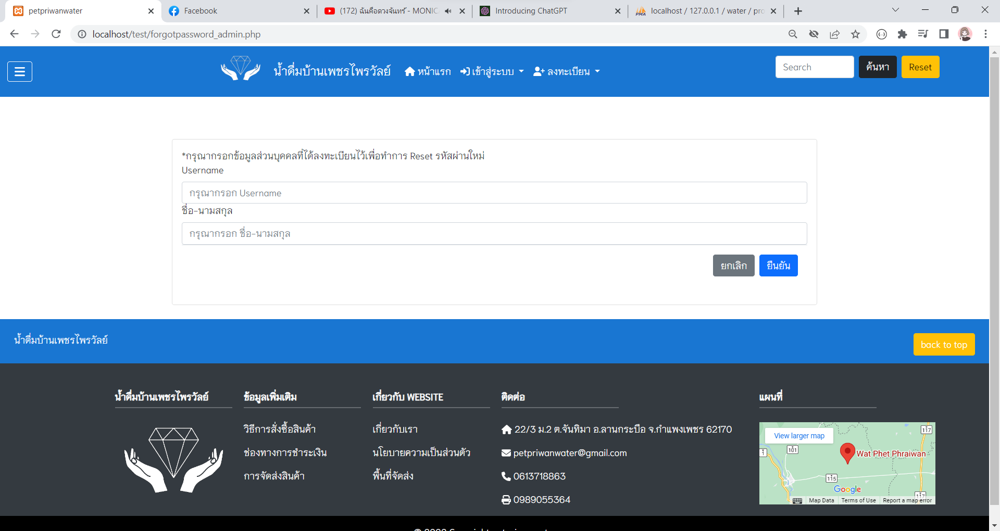 petpriwanwater
Facebook
(172) ฉันคือดวงจันทร์ - MONIC
Introducing ChatGPT
localhost / 127.0.0.1 / water / pro
localhost/test/forgotpassword_admin.php
น้ำดื่มบ้านเพชรไพรวัลย์
หน้าแรก
เข้าสู่ระบบ
ลงทะเบียน
Search
ค้นหา
Reset
*กรุณากรอกข้อมูลส่วนบุคคลที่ได้ลงทะเบียนไว้เพื่อทำการ Reset รหัสผ่านใหม่
Username
กรุณากรอก Username
ชื่อ-นามสกุล
กรุณากรอก ชื่อ-นามสกุล
ยกเลิก
ยืนยัน
น้ำดื่มบ้านเพชรไพรวัลย์
back to top
น้ำดื่มบ้านเพชรไพรวัลย์
ข้อมูลเพิ่มเติม
วิธีการสั่งซื้อสินค้า
ช่องทางการชำระเงิน
การจัดส่งสินค้า
เกี่ยวกับ WEBSITE
เกี่ยวกับเรา
นโยบายความเป็นส่วนตัว
พื้นที่จัดส่ง
ติดต่อ
22/3 ม.2 ต.จันทิมา อ.ลานกระบือ จ.กำแพงเพชร 62170
petpriwanwater@gmail.com
0613718863
0989055364
แผนที่
View larger map
117
101
1
Wat Phet Phraiwan
115
Google
117
Map Data
Terms of Use
Report a map error